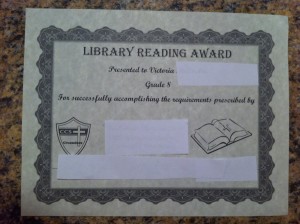 LIBRARY READING AWARD
Presented to Victoria
Grade 8
For successfully accomplishing the requirements prescribed by